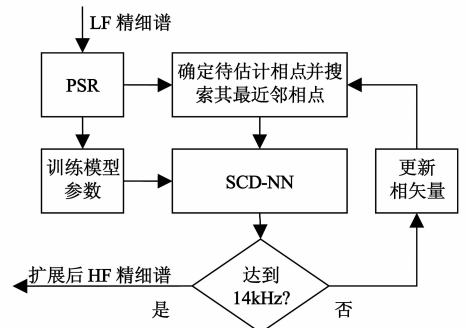 LF 精细谱
PSR
确定待估计相点并搜
索其最近邻相点
训练模型
参数
SCD-NN
更新
相矢量
扩展后 HF 精细谱
达到
14kHz?
是
否